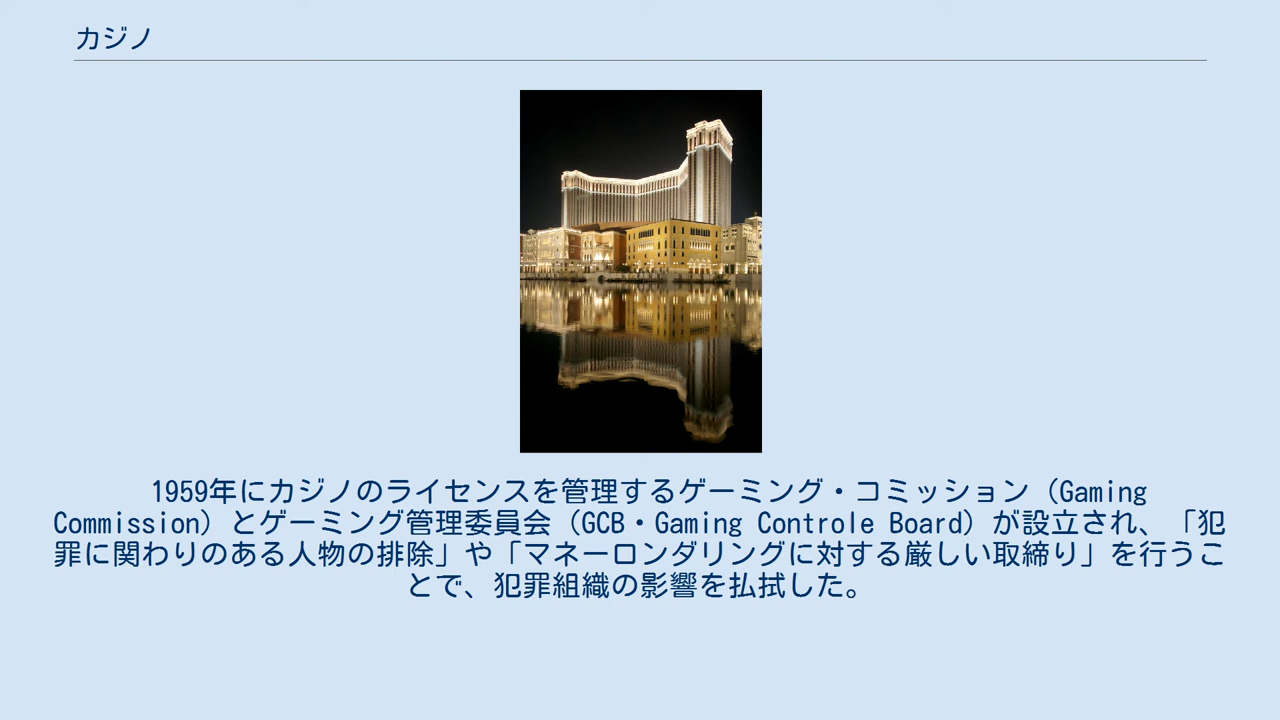 カジノ
1959年にカジノのライセンスを管理するゲーミング・コミッション（Gaming
Commission）とゲーミング管理委員会（GCB・Gaming Controle Board）が設立され、「犯
罪に関わりのある人物の排除」や「マネーロンダリングに対する厳しい取締り」を行うこ
とで、犯罪組織の影響を払拭した。